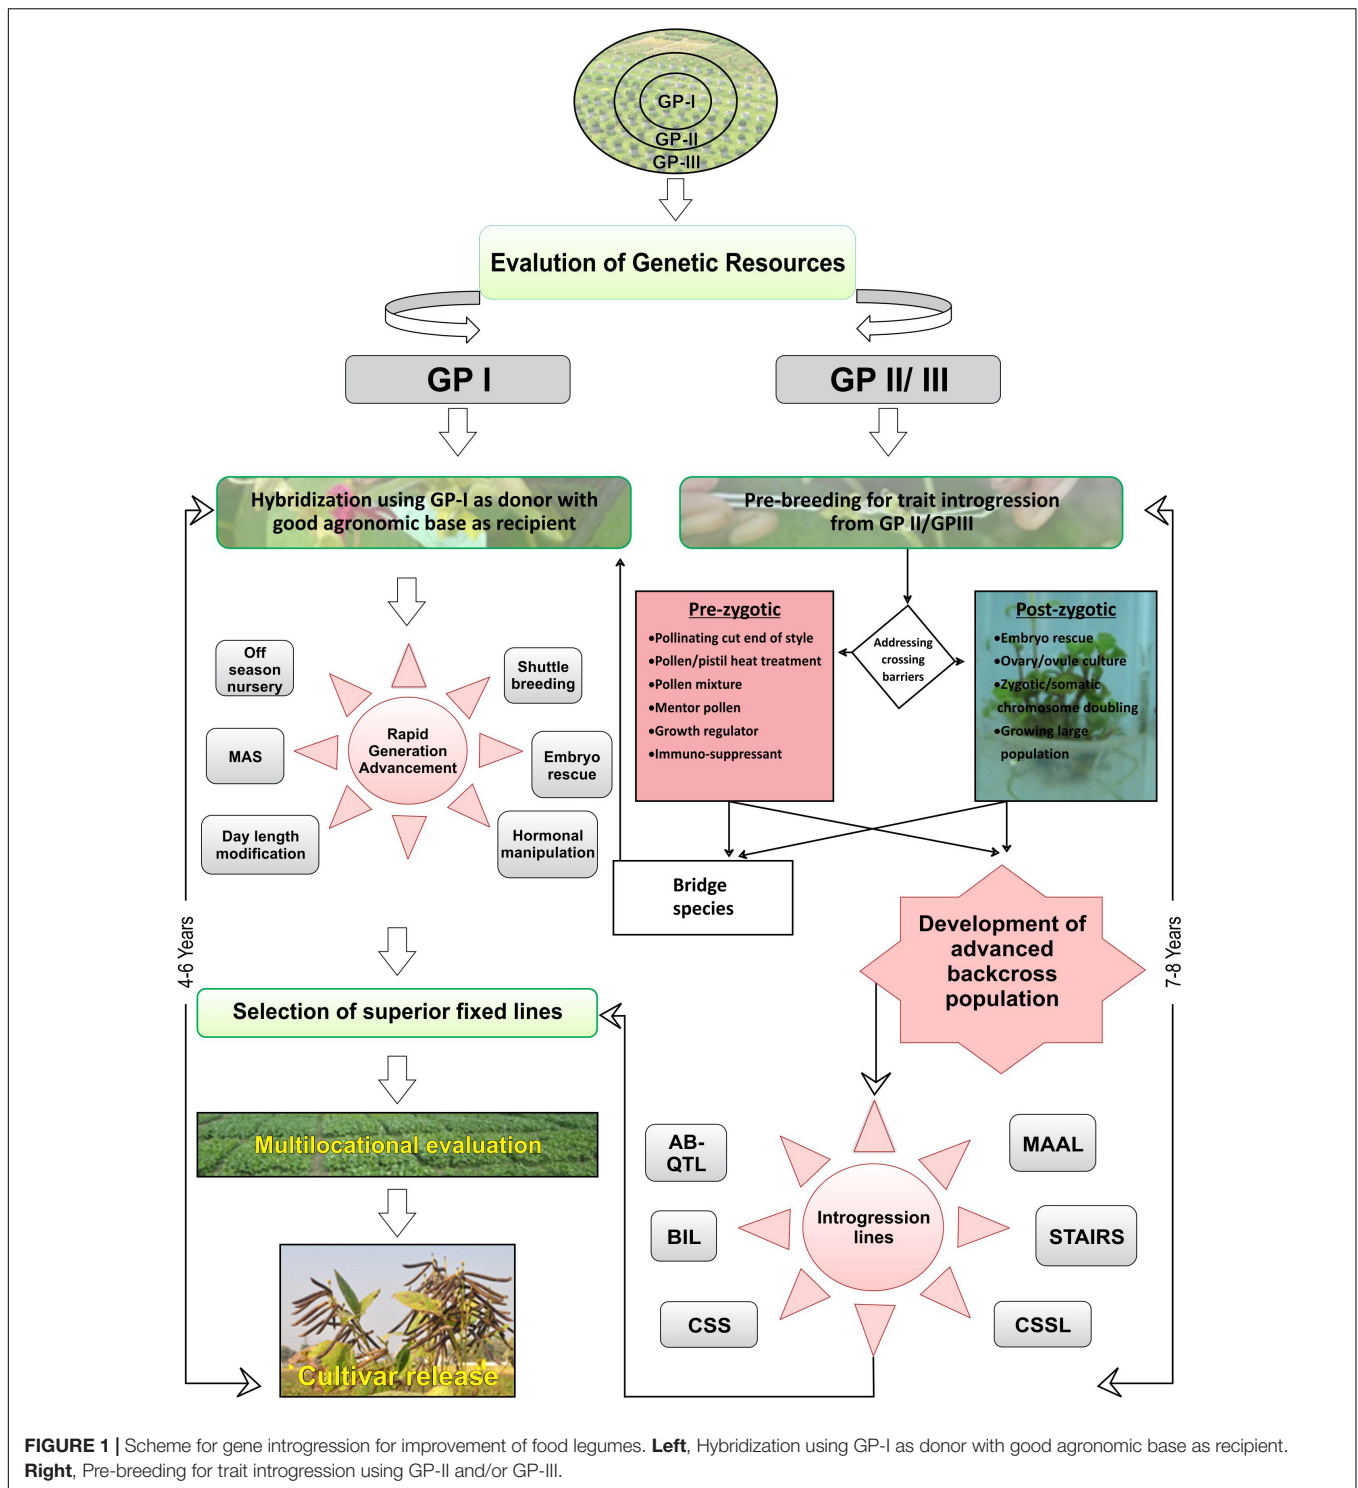 GP-I
GP-II
GP-III
Evalution of Genetic Resources
GP I
GP II/ III
Hybridization using GP-I as donor with
good agronomic base as recipient
Pre-breeding for trait introgression
from GP II/GPIII
Off
season
nursery
Shuttle
breeding
MAS
Rapid
Generation
Advancement
Embryo
rescue
Day length
modification
Hormonal
manipulation
Pre-zygotic
•Pollinating cut end of style
•Pollen/pistil heat treatment
•Pollen mixture
•Mentor pollen
•Growth regulator
•Immuno-suppressant
Addressing
crossing
barriers
Post-zygotic
•Embryo rescue
•Ovary/ovule culture
•Zygotic/somatic
chromosome doubling
•Growing large
population
Bridge
species
Development of
advanced
backcross
population
4-6 Years
7-8 Years
Selection of superior fixed lines
Multilocational evaluation
Cultivar release
AB-
QTL
MAAL
BIL
Introgression
lines
STAIRS
CSS
CSSL
FIGURE 1 | Scheme for gene introgression for improvement of food legumes. Left, Hybridization using GP-I as donor with good agronomic base as recipient.
Right, Pre-breeding for trait introgression using GP-II and/or GP-III.